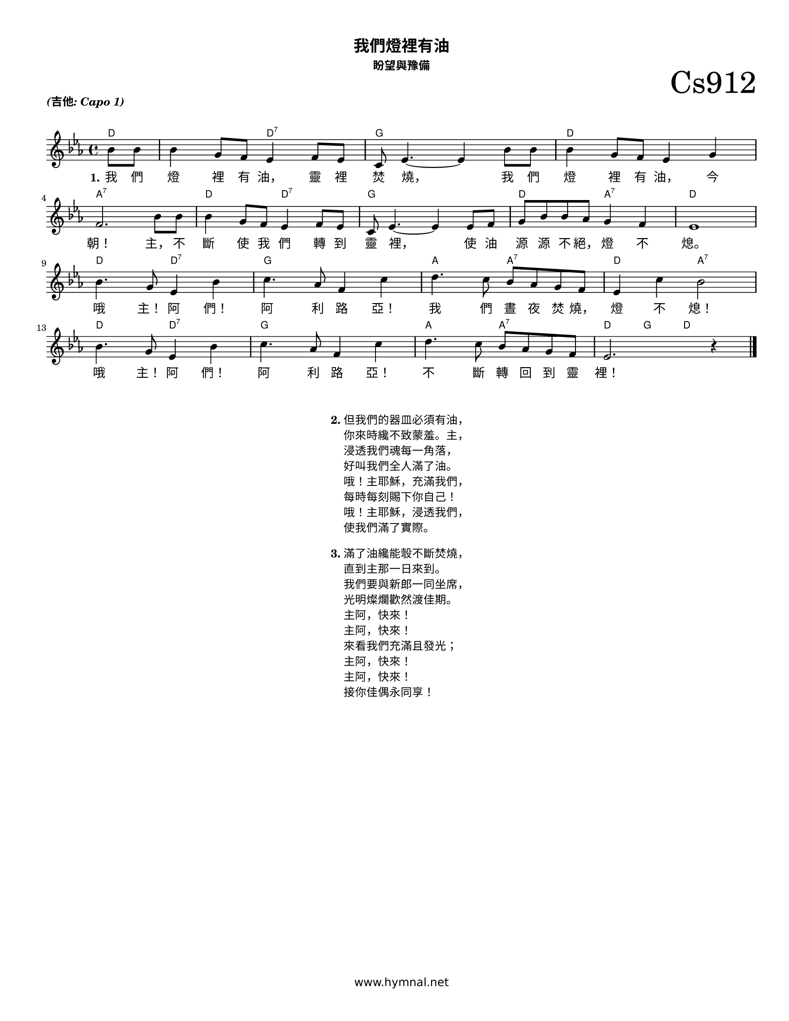 我們燈裡有油
盼望與豫備
Cs912
(吉他: Capo 1)
D D7 G D
1. 我 們 燈 裡 有 油， 靈 裡 焚 燒， 我 們 燈 裡 有 油， 今
4 A7 D D7 G D A7 D
朝！ 主，不 斷 使 我 們 轉 到 靈 裡， 使 油 源 源 不 絕，燈 不 熄。
9 D D7 G A A7 D A7
哦 主！阿 們！ 阿 利 路 亞！ 我 們 晝 夜 焚 燒， 燈 不 熄！
13 D D7 G A A7 D G D
哦 主！阿 們！ 阿 利 路 亞！ 不 斷 轉 回 到 靈 裡！
2. 但我們的器皿必須有油，
你來時纔不致蒙羞。主，
浸透我們魂每一角落，
好叫我們全人滿了油。
哦！主耶穌，充滿我們，
每時每刻賜下你自己！
哦！主耶穌，浸透我們，
使我們滿了實際。
3. 滿了油纔能彀不斷焚燒，
直到主那一日來到。
我們要與新郎一同坐席，
光明燦爛歡然渡佳期。
主阿，快來！
主阿，快來！
來看我們充滿且發光；
主阿，快來！
主阿，快來！
接你佳偶永同享！
www.hymnal.net